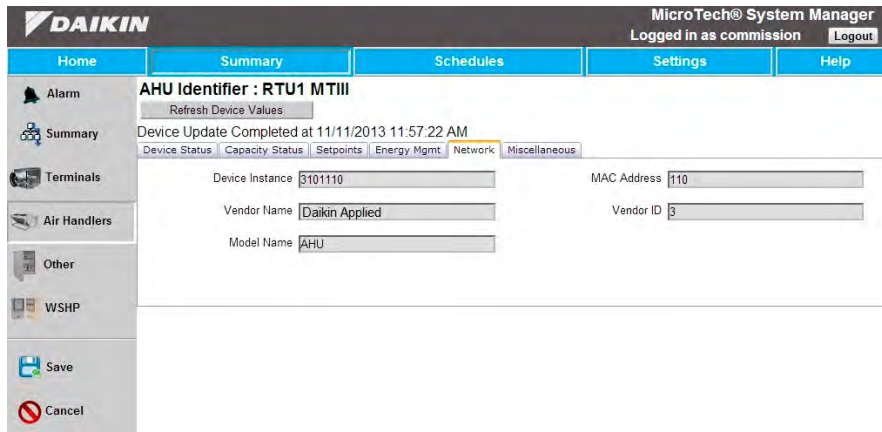 DAIKIN
MicroTech® System Manager
Logged in as commission Logout
Home Summary Schedules Settings Help
Alarm
Summary
Terminals
Air Handlers
Other
WSHP
Save
Cancel
AHU Identifier : RTU1 MTIII
Refresh Device Values
Device Update Completed at 11/11/2013 11:57:22 AM
Device Status Capacity Status Setpoints Energy Mgmt Network Miscellaneous
Device Instance 3101110 MAC Address 110
Vendor Name Daikin Applied Vendor ID 3
Model Name AHU